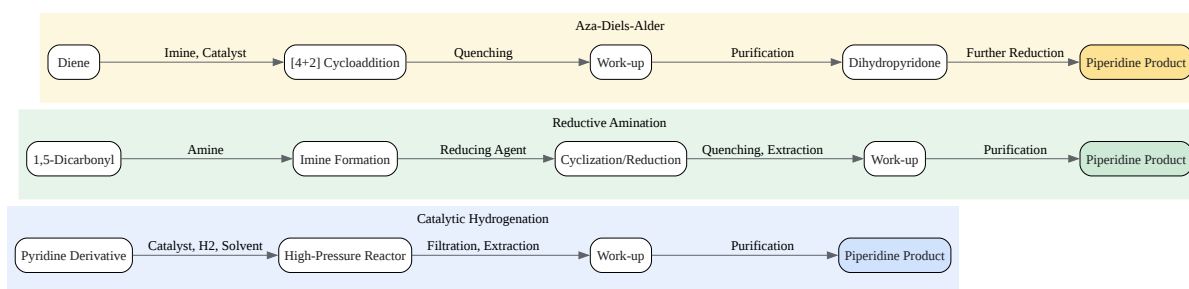 Aza-Diels-Alder
Diene
Imine, Catalyst
[4+2] Cycloaddition
Quenching
Work-up
Purification
Dihydropyridone
Further Reduction
Piperidine Product
Reductive Amination
1,5-Dicarbonyl
Amine
Imine Formation
Reducing Agent
Cyclization/Reduction
Quenching, Extraction
Work-up
Purification
Piperidine Product
Catalytic Hydrogenation
Pyridine Derivative
Catalyst, H2, Solvent
High-Pressure Reactor
Filtration, Extraction
Work-up
Purification
Piperidine Product